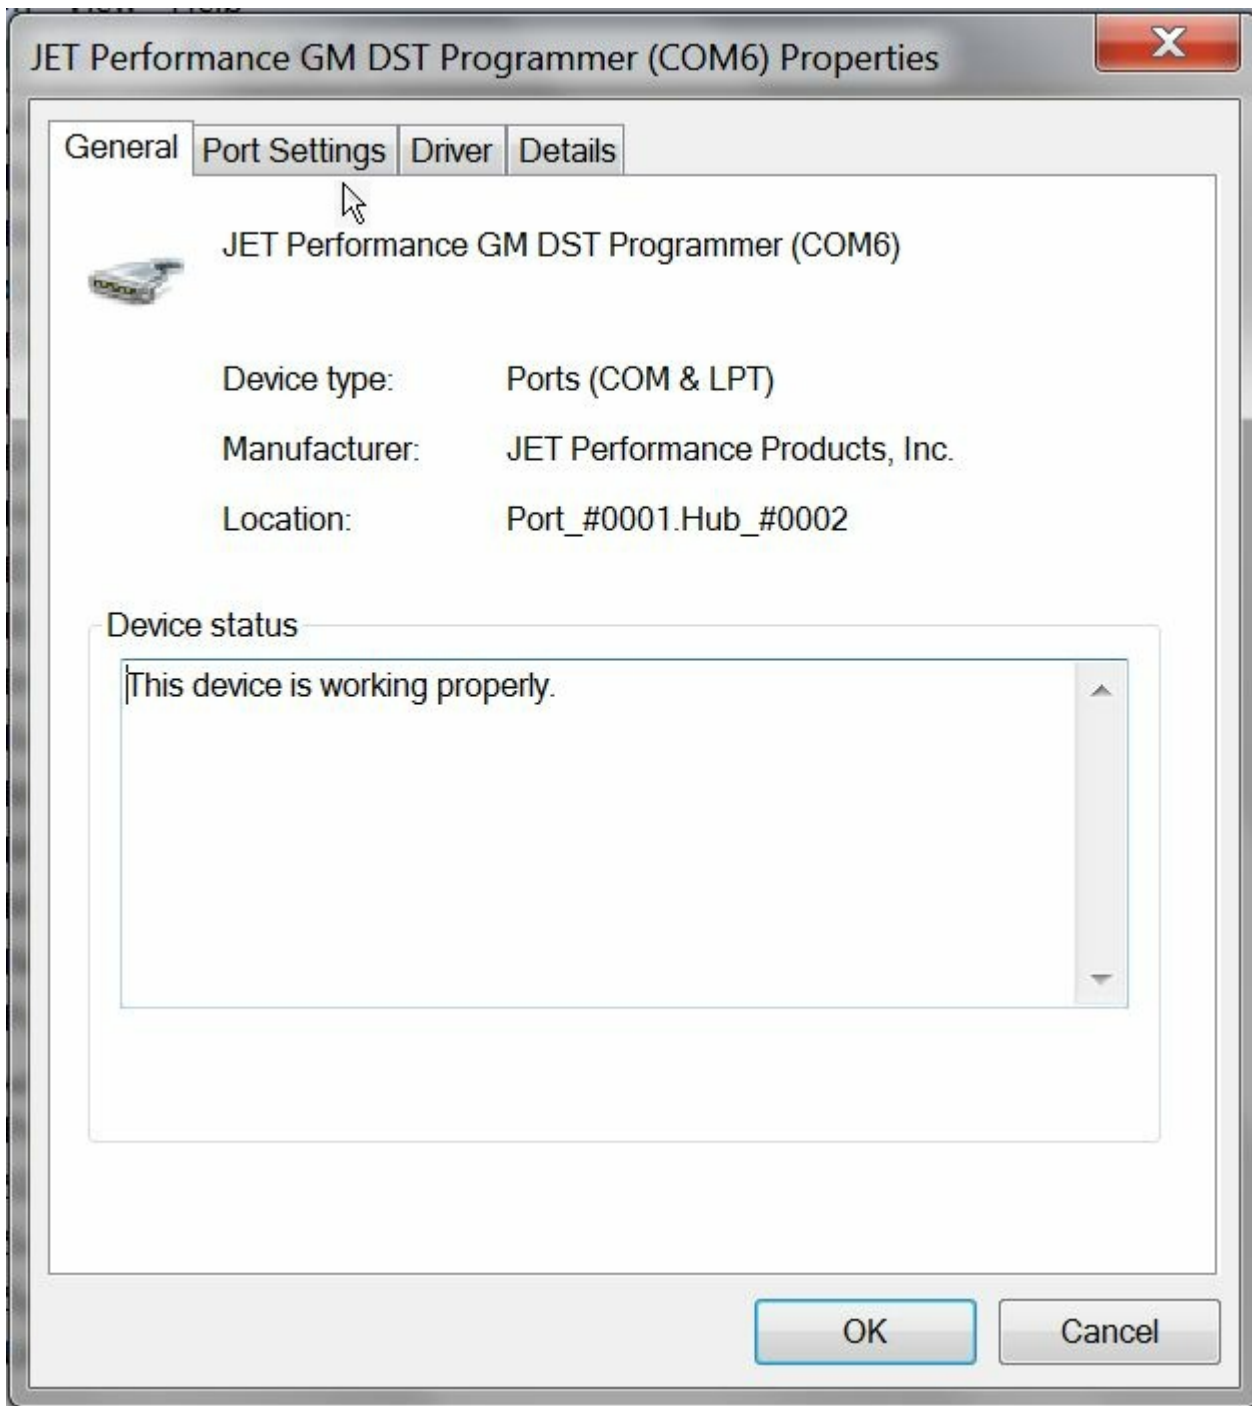 View Help
JET Performance GM DST Programmer (COM6) Properties
General Port Settings Driver Details
JET Performance GM DST Programmer (COM6)
Device type: Ports (COM & LPT)
Manufacturer: JET Performance Products, Inc.
Location: Port_#0001.Hub_#0002
Device status
This device is working properly.
OK Cancel